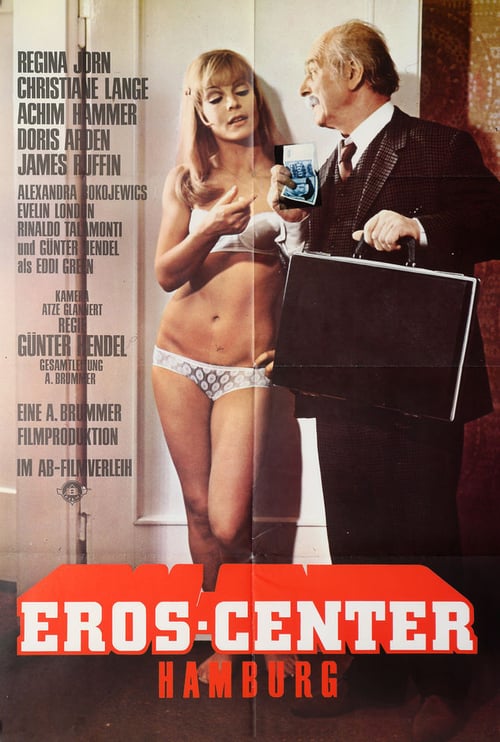 REGINA JORN
CHRISTIANE LANGE
ACHIM HAMMER
DORIS ARDEN
JAMES RUFFIN
ALEXANDRA BOKOJEWICS
EVELIN LONDON
RINALDO TALAMONTI
und GÜNTER HENDEL
als EDDI GREEN
KAMERA
ATZE GLANERT
REGIE
GÜNTER HENDEL
GESAMTLEITUNG
A. BRUMMER
EINE A. BRUMMER
FILMPRODUKTION
IM AB-FILMVERLEIH
EROS-CENTER
HAMBURG